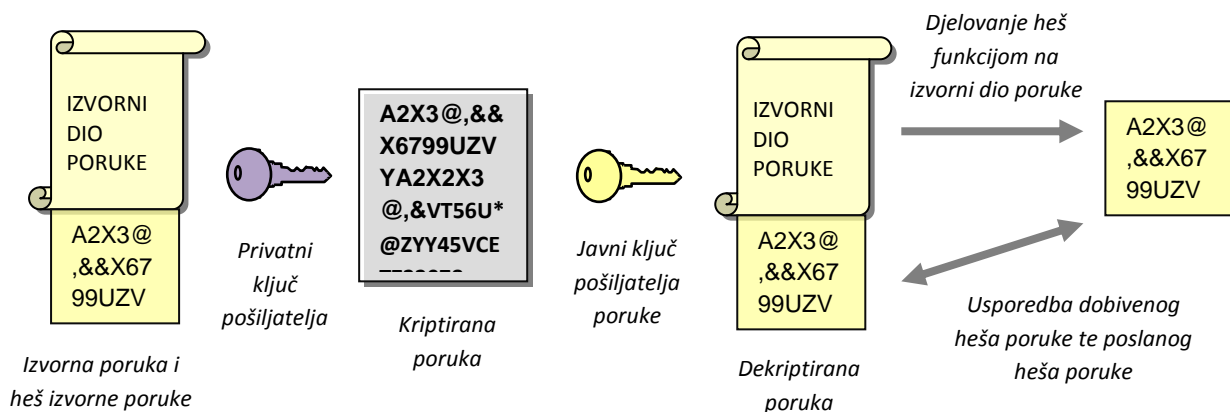 IZVORNI
DIO
PORUKE
A2X3@
,&&X67
99UZV
Izvorna poruka i
heš izvorne poruke
Privatni
ključ
pošiljatelja
A2X3@,&&
X6799UZV
YA2X2X3
@,&VT56U*
@ZYY45VCE
Kriptirana
poruka
Javni ključ
pošiljatelja
poruke
IZVORNI
DIO
PORUKE
A2X3@
,&&X67
99UZV
Dekriptirana
poruka
Djelovanje heš
funkcijom na
izvorni dio poruke
A2X3@
,&&X67
99UZV
Usporedba dobivenog
heša poruke te poslanog
heša poruke